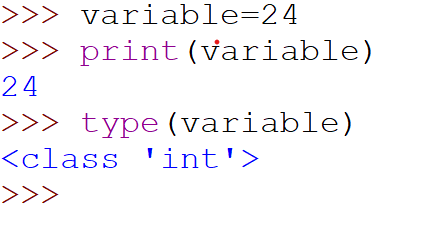 >>> variable=24
>>> print(variable)
24
>>> type(variable)
<class 'int'>
>>>